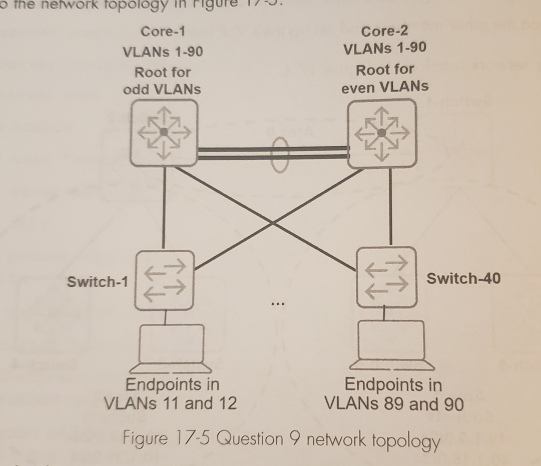 to the network topology in Figure 17-5.
Core-1
VLANs 1-90
Root for
odd VLANs
Core-2
VLANs 1-90
Root for
even VLANs
Switch-1
Switch-40
...
Endpoints in
VLANs 11 and 12
Endpoints in
VLANs 89 and 90
Figure 17-5 Question 9 network topology